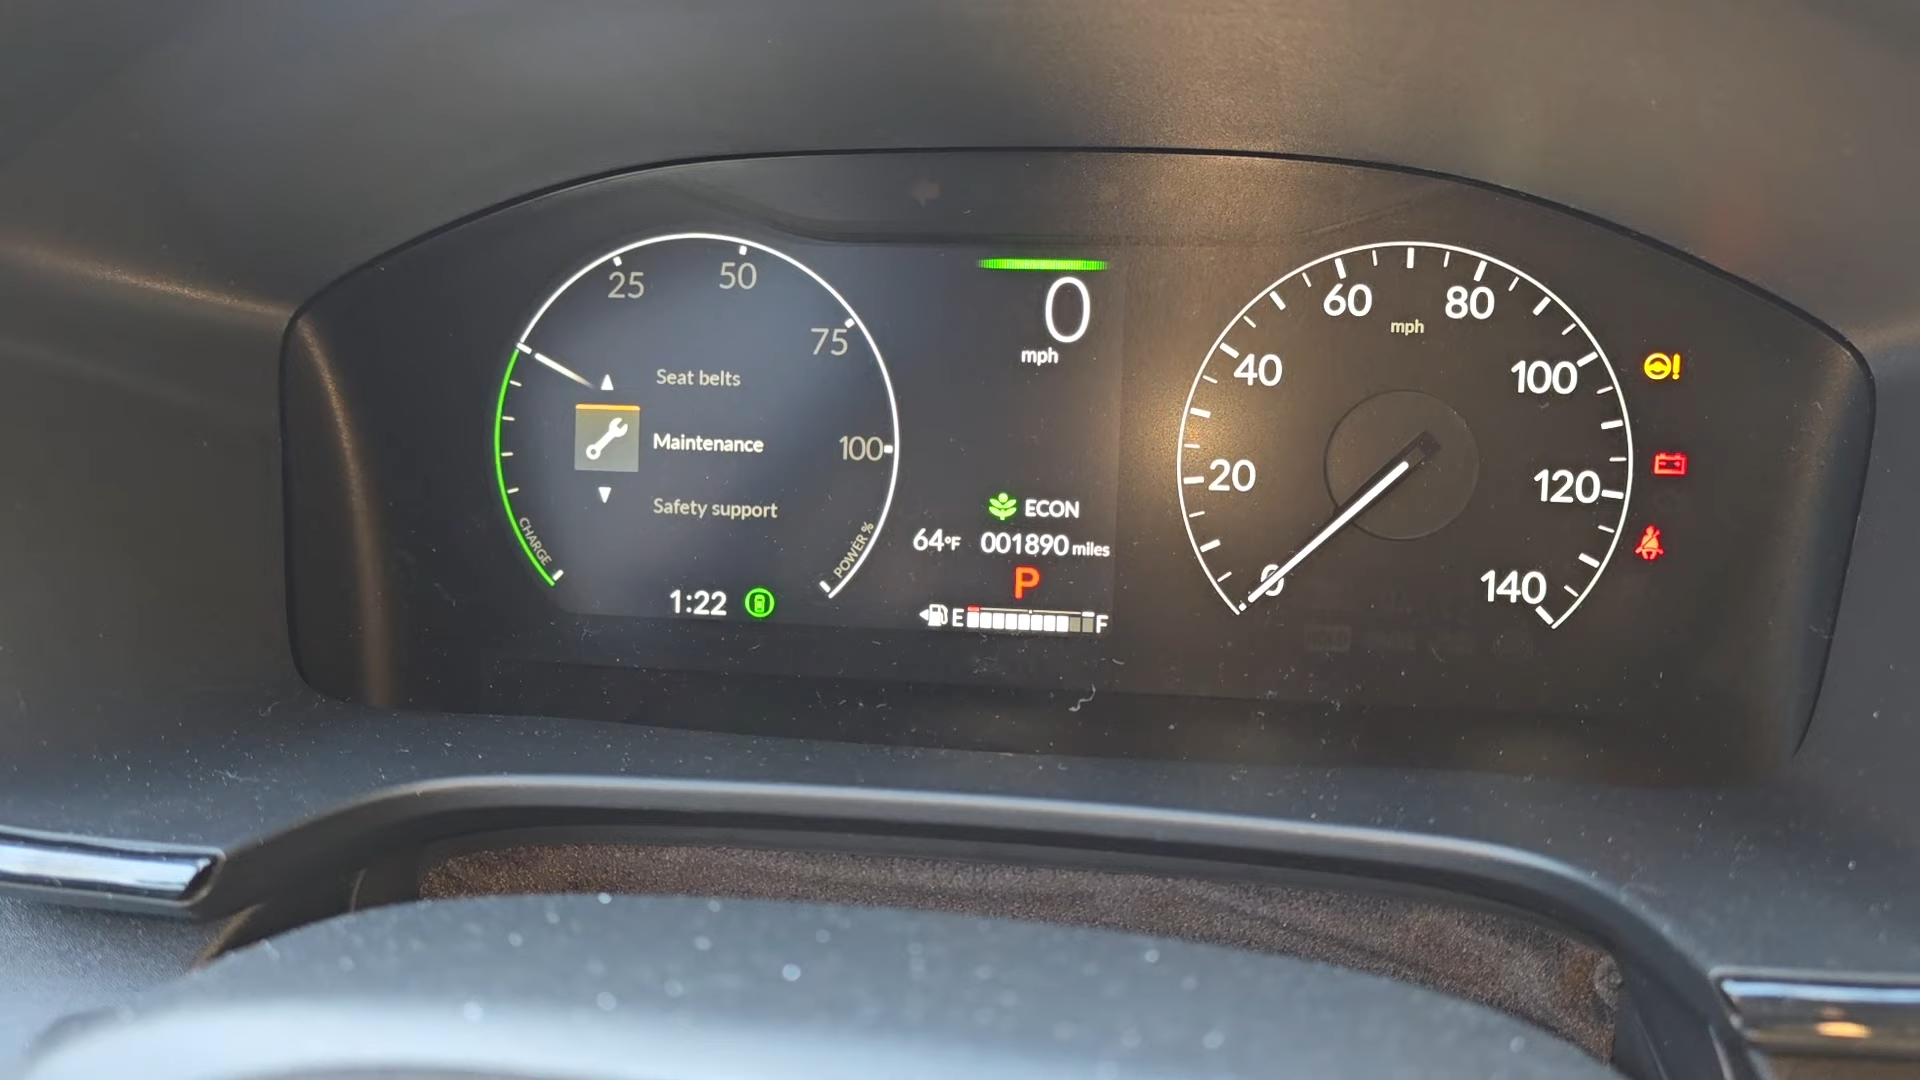 25
50
75
100
Seat belts
Maintenance
Safety support
CHARGE
POWER %
1:22
0
mph
ECON
64°F 001890 miles
P
E F
0
20
40
60
80
100
120
140
mph
!
HOLD